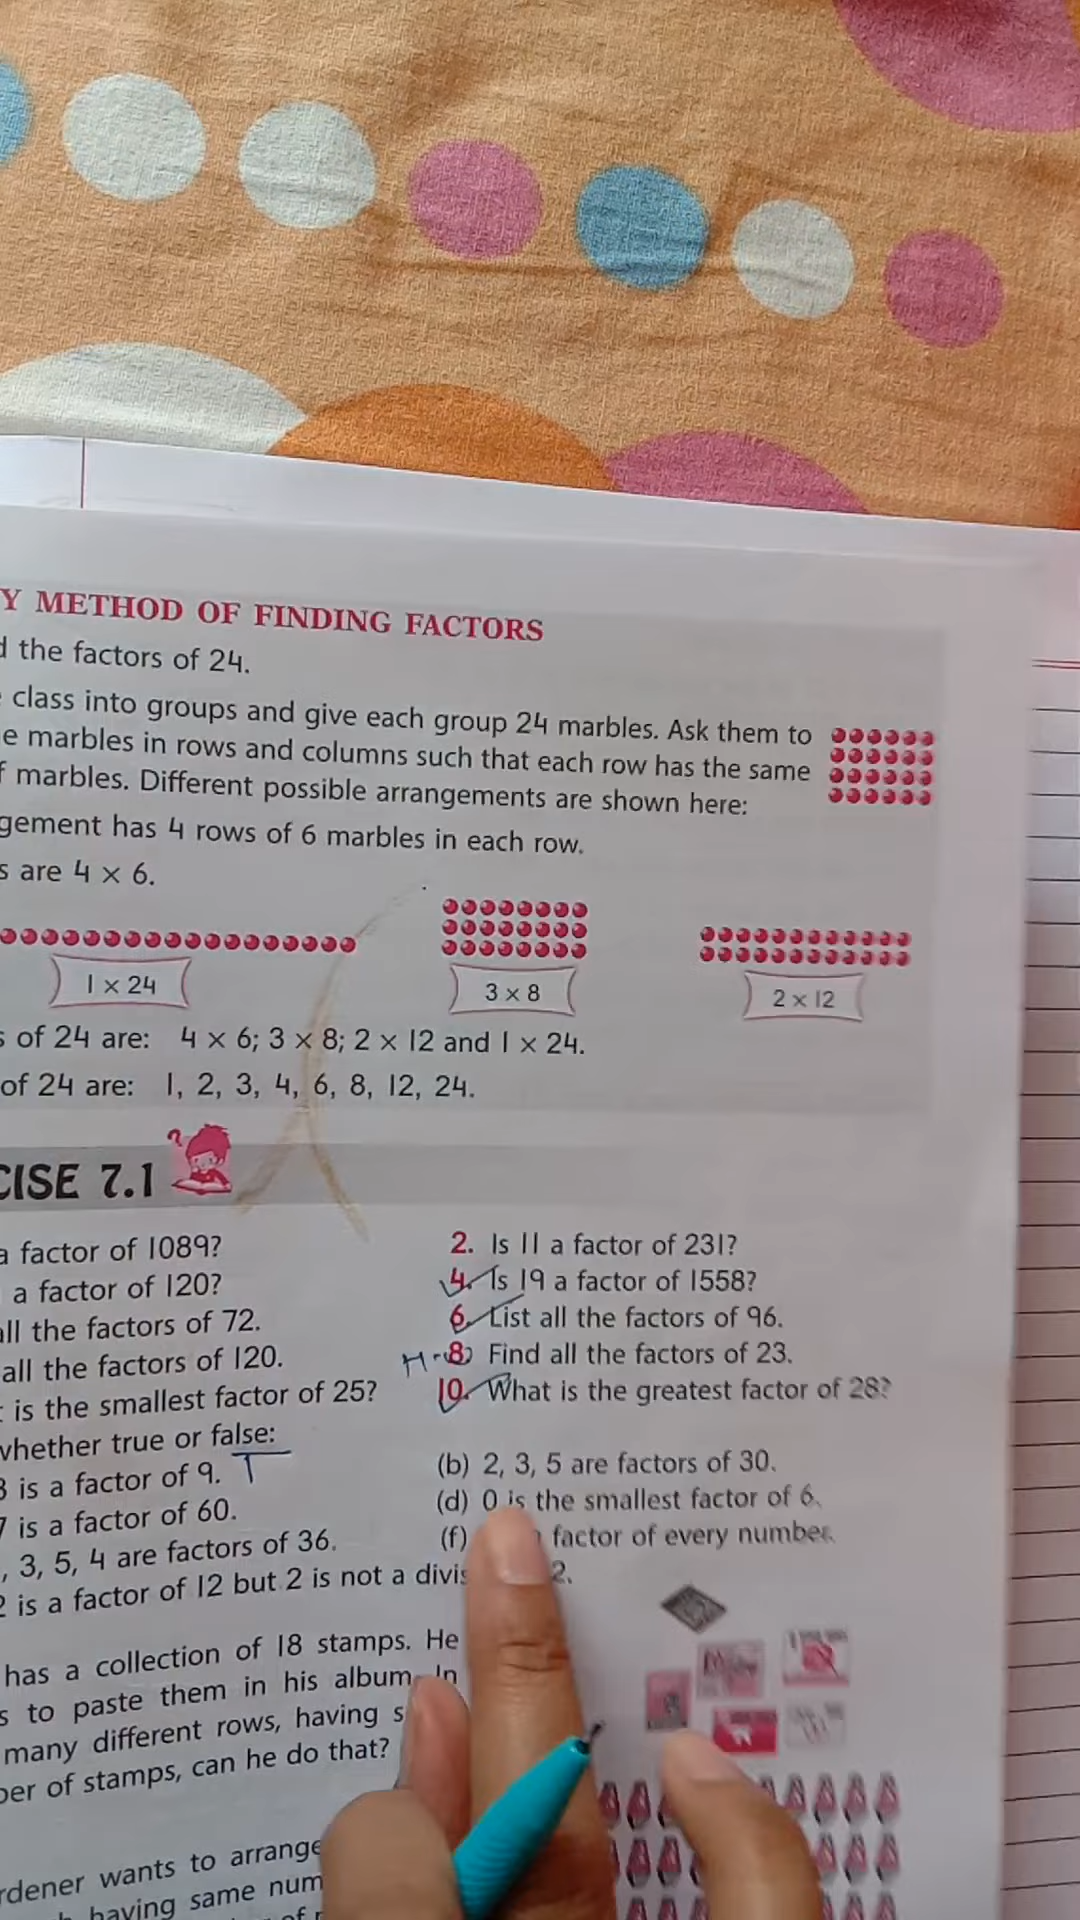 Y METHOD OF FINDING FACTORS
the factors of 24.
class into groups and give each group 24 marbles. Ask them to
e marbles in rows and columns such that each row has the same
f marbles. Different possible arrangements are shown here:
gement has 4 rows of 6 marbles in each row.
s are 4 × 6.
1 × 24
3 × 8
2 × 12
s of 24 are: 4 × 6; 3 × 8; 2 × 12 and 1 × 24.
of 24 are: 1, 2, 3, 4, 6, 8, 12, 24.
?
CISE 7.1
a factor of 1089?
2. Is 11 a factor of 231?
a factor of 120?
4. Is 19 a factor of 1558?
all the factors of 72.
6. List all the factors of 96.
all the factors of 120.
H·8. Find all the factors of 23.
is the smallest factor of 25?
10. What is the greatest factor of 28?
whether true or false:
3 is a factor of 9. T
(b) 2, 3, 5 are factors of 30.
7 is a factor of 60.
(d) 0 is the smallest factor of 6.
, 3, 5, 4 are factors of 36.
(f) factor of every number.
2 is a factor of 12 but 2 is not a divis 2.
has a collection of 18 stamps. He
s to paste them in his album. In
many different rows, having s
ber of stamps, can he do that?
rdener wants to arrange
having same num
of